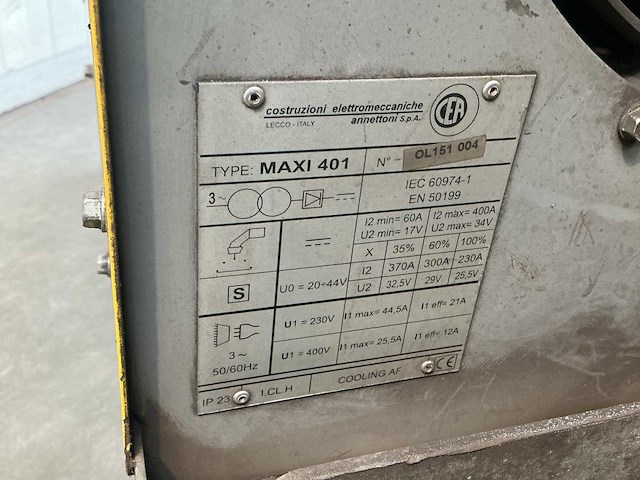 costruzioni elettromeccaniche
annettoni S.p.A.
LECCO - ITALY
CEA
TYPE: MAXI 401 N° - OL151 004
3~ IEC 60974-1
EN 50199
I2 min= 60A I2 max= 400A
U2 min= 17V U2 max= 34V
X 35% 60% 100%
I2 370A 300A 230A
S U0 = 20÷44V U2 32,5V 29V 25,5V
U1 = 230V I1 max= 44,5A I1 eff= 21A
3~
50/60Hz U1 = 400V I1 max= 25,5A I1 eff= 12A
IP 23 I.CL.H COOLING AF CE